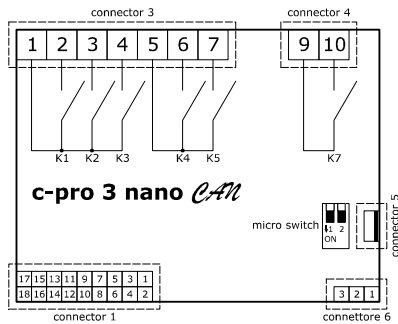 connector 3
connector 4
1 2 3 4 5 6 7
9 10
K1 K2 K3 K4 K5 K7
c-pro 3 nano CAN
micro switch
1 2
ON
connector 5
17 15 13 11 9 7 5 3 1
18 16 14 12 10 8 6 4 2
3 2 1
connector 1
connettore 6